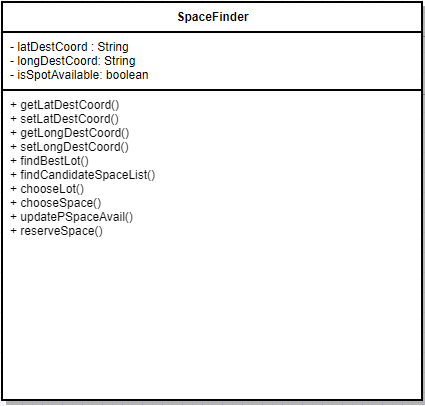 SpaceFinder
- latDestCoord : String
- longDestCoord: String
- isSpotAvailable: boolean
+ getLatDestCoord()
+ setLatDestCoord()
+ getLongDestCoord()
+ setLongDestCoord()
+ findBestLot()
+ findCandidateSpaceList()
+ chooseLot()
+ chooseSpace()
+ updatePSpaceAvail()
+ reserveSpace()